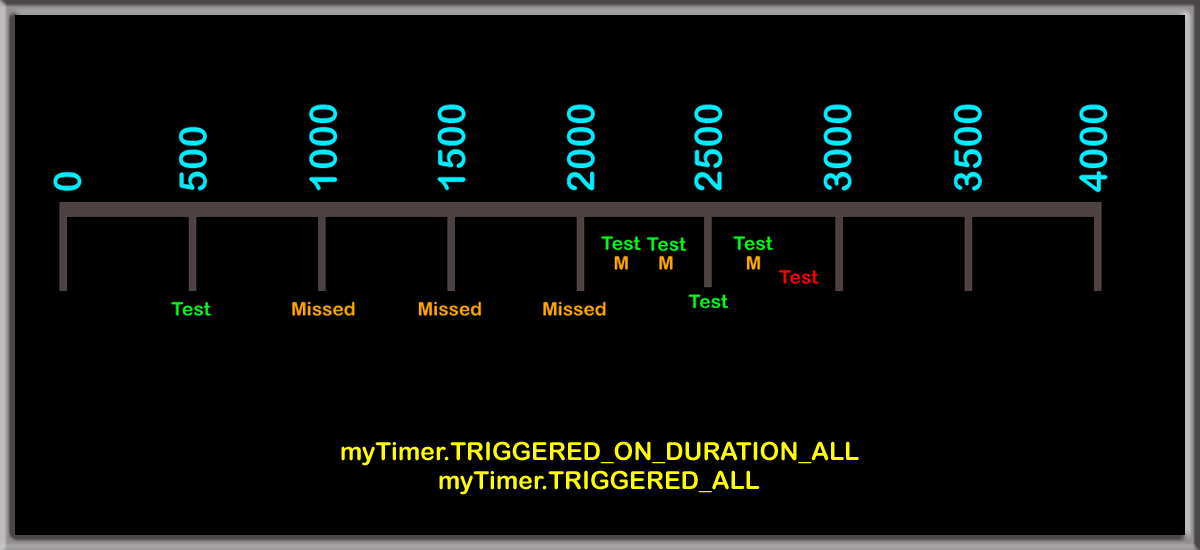 0 500 1000 1500 2000 2500 3000 3500 4000
Test Test Test
M M M
Test
Test Missed Missed Missed Test
myTimer.TRIGGERED_ON_DURATION_ALL
myTimer.TRIGGERED_ALL